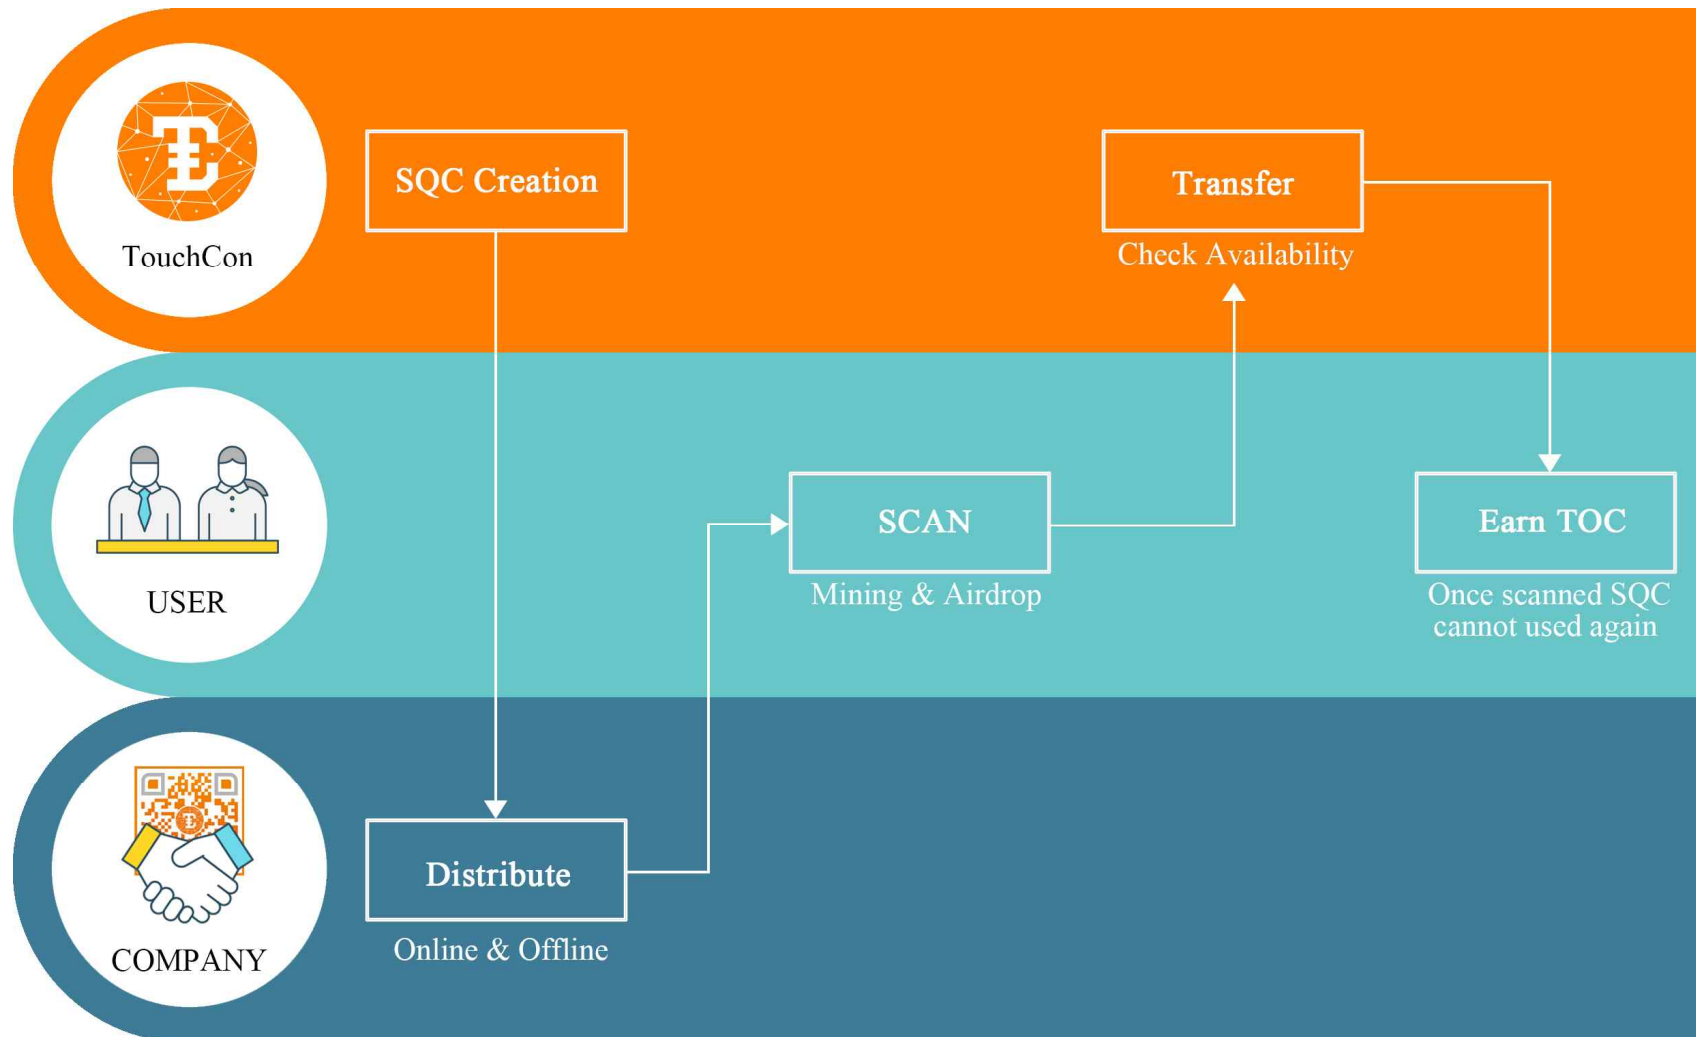 TouchCon
SQC Creation
Transfer
Check Availability
USER
SCAN
Mining & Airdrop
Earn TOC
Once scanned SQC
cannot used again
COMPANY
Distribute
Online & Offline